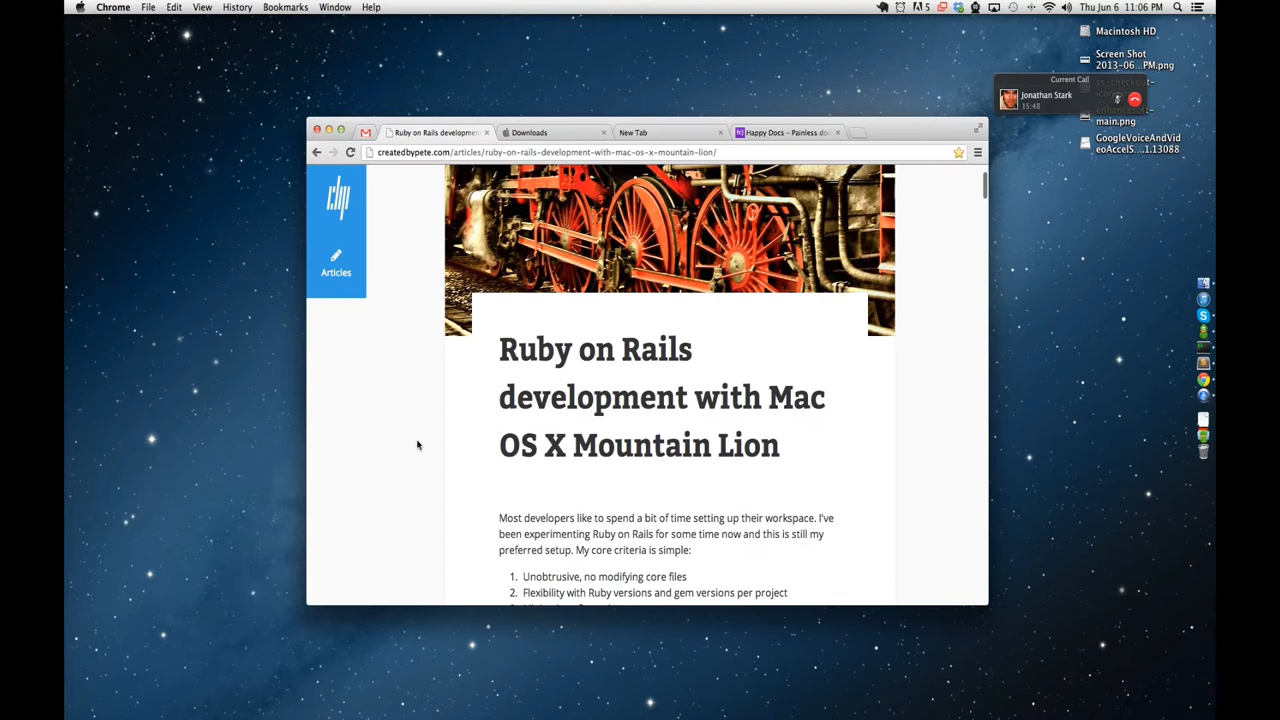 Chrome File Edit View History Bookmarks Window Help
5 Thu Jun 6 11:06 PM
Macintosh HD
Screen Shot
2013-06...PM.png
Current Call
Jonathan Stark
15:48
ss-checkout-
main.png
GoogleVoiceAndVid
eoAccelS....1.13088
Ruby on Rails developmen
Downloads
New Tab
Happy Docs - Painless do
createdbypete.com/articles/ruby-on-rails-development-with-mac-os-x-mountain-lion/
Articles
Ruby on Rails
development with Mac
OS X Mountain Lion
Most developers like to spend a bit of time setting up their workspace. I've
been experimenting Ruby on Rails for some time now and this is still my
preferred setup. My core criteria is simple:
1. Unobtrusive, no modifying core files
2. Flexibility with Ruby versions and gem versions per project